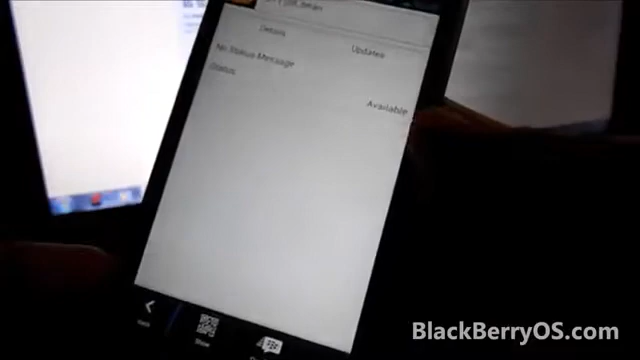 Details
Updates
No Status Message
Status
Available
Back
Show
BlackBerryOS.com